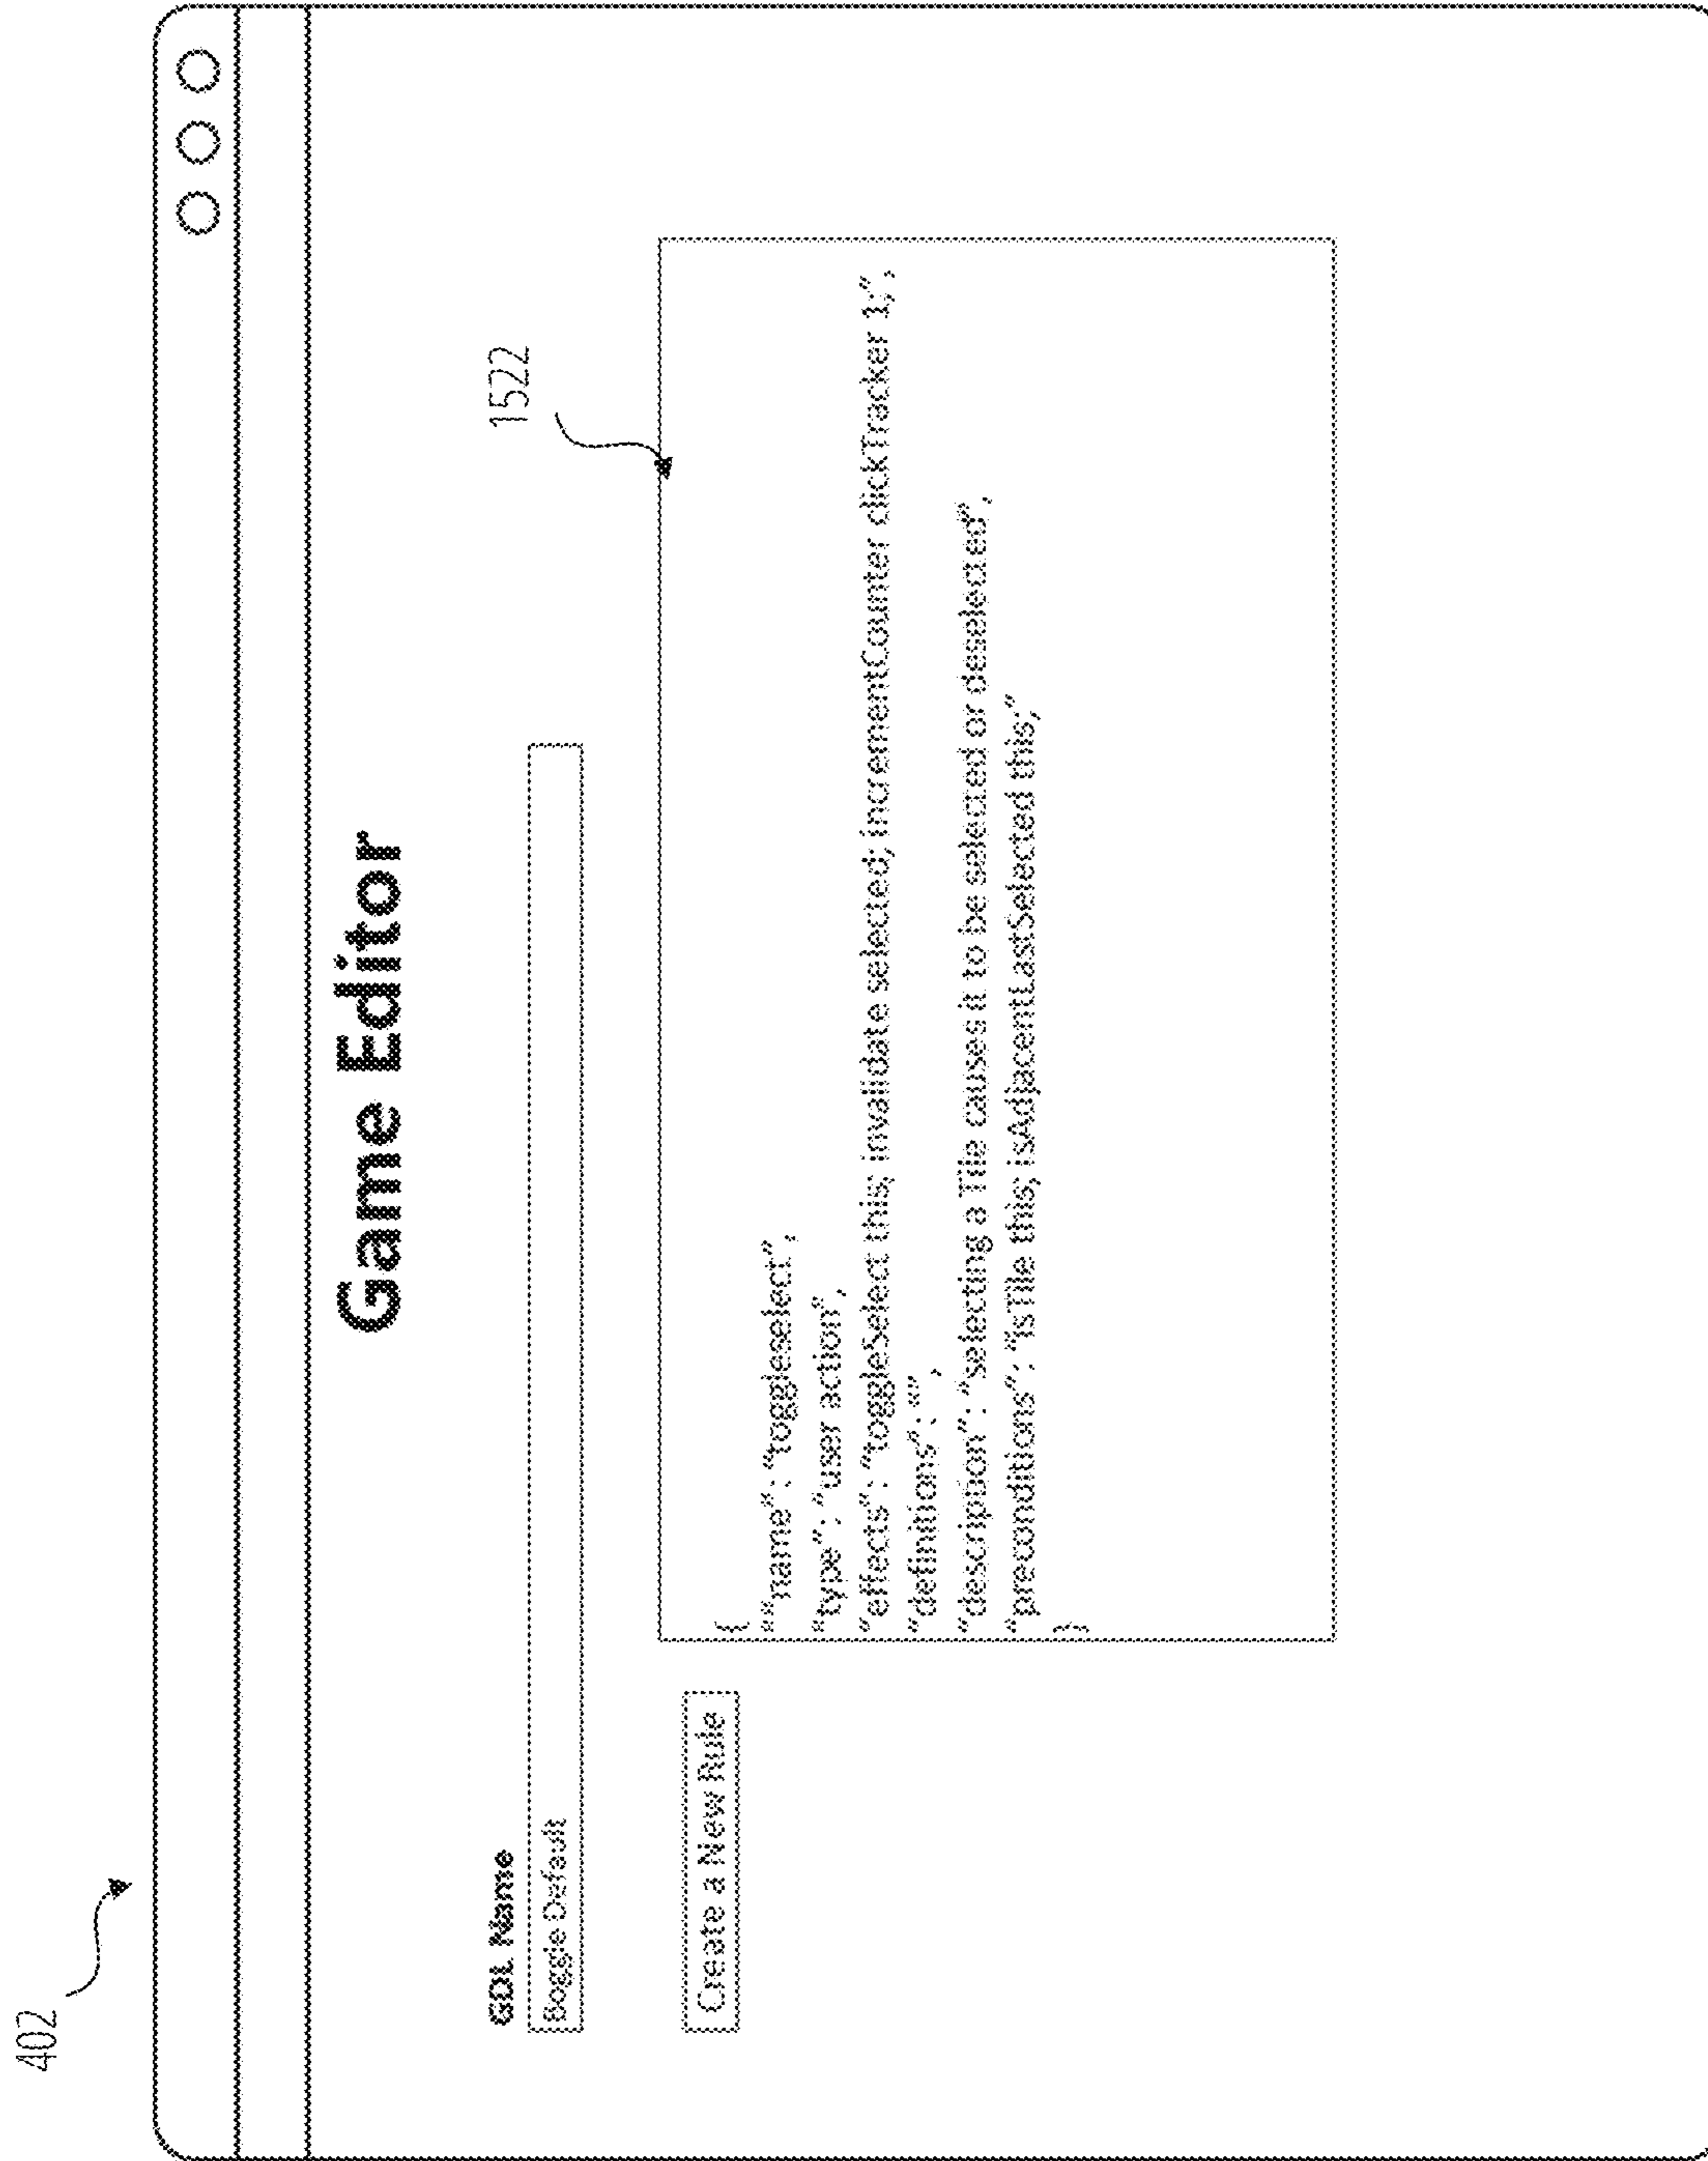 402
Game Editor
GDL Name
Boggle Default
1522
Create a New Rule
{
““name”: “toggleselect”,
“type”: “user action”,
“effects”: “toggleSelect this; invalidate selected; incrementCounter clickTracker 1;”,
“definitions”: “”,
“description”: “selecting a Tile causes it to be selected or deselected”,
“preconditions”: “isTile this; isAdjacentLastSelected this;”
}